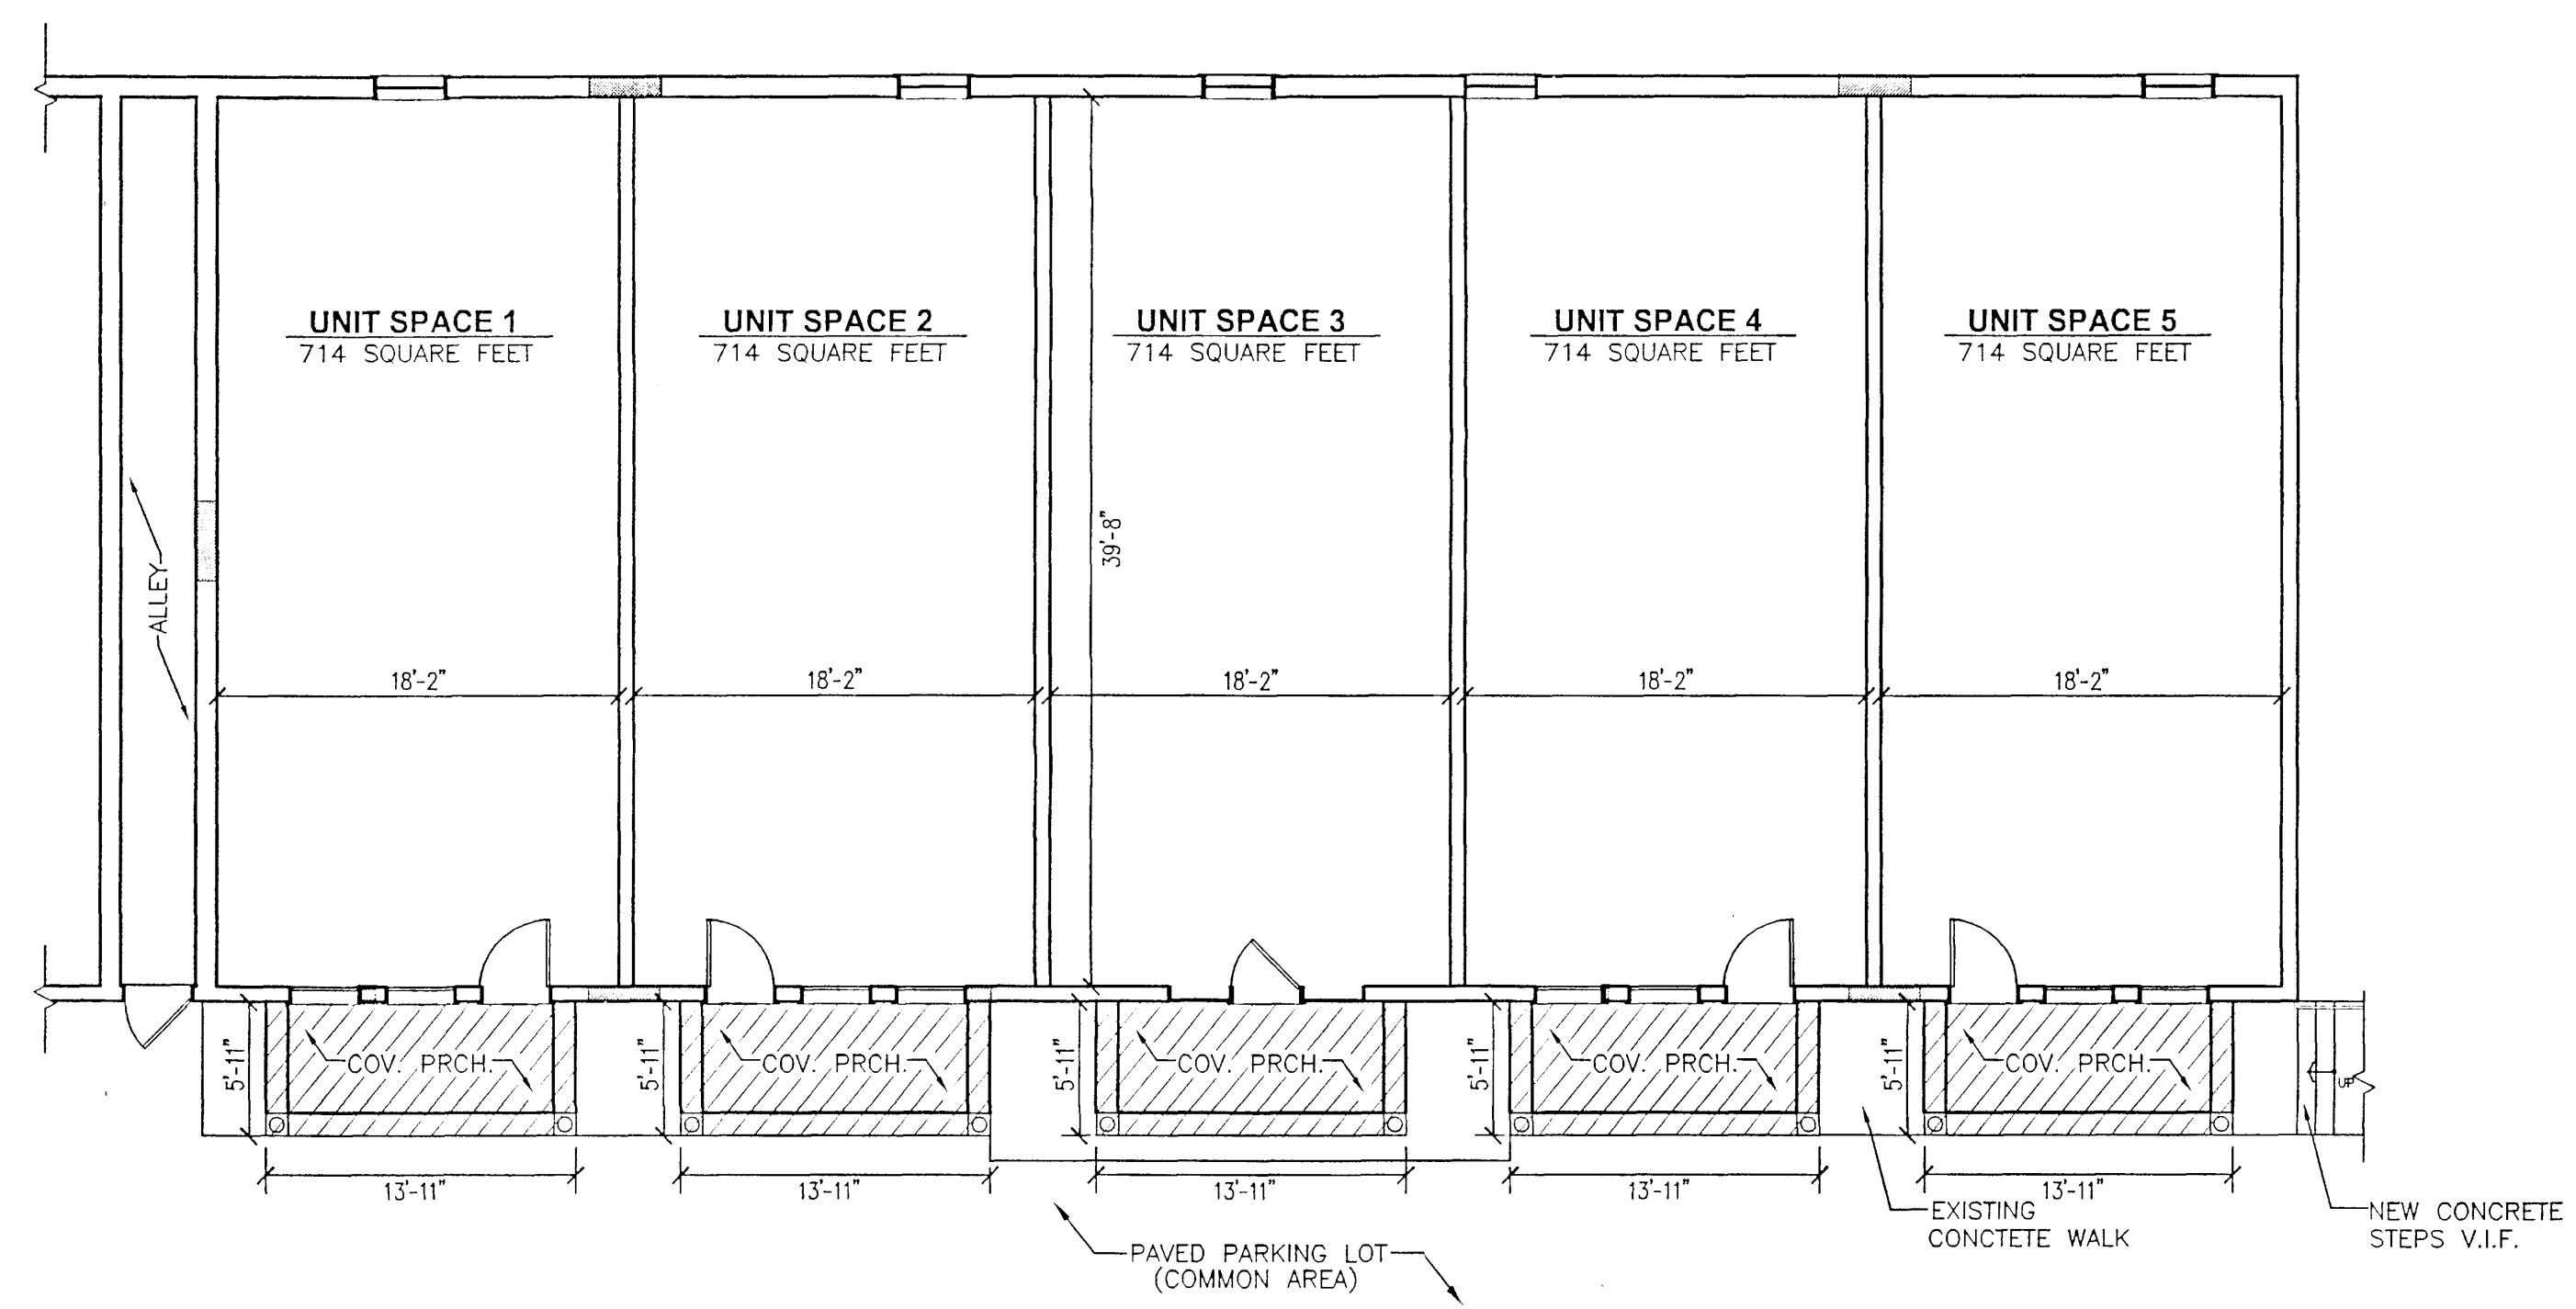 UNIT SPACE 1
714 SQUARE FEET
UNIT SPACE 2
714 SQUARE FEET
UNIT SPACE 3
714 SQUARE FEET
UNIT SPACE 4
714 SQUARE FEET
UNIT SPACE 5
714 SQUARE FEET
39'-8"
ALLEY
18'-2"
18'-2"
18'-2"
18'-2"
18'-2"
5'-11"
COV. PRCH.
5'-11"
COV. PRCH.
5'-11"
COV. PRCH.
5'-11"
COV. PRCH.
5'-11"
COV. PRCH.
UP
13'-11"
13'-11"
13'-11"
13'-11"
13'-11"
PAVED PARKING LOT
(COMMON AREA)
EXISTING
CONCTETE WALK
NEW CONCRETE
STEPS V.I.F.